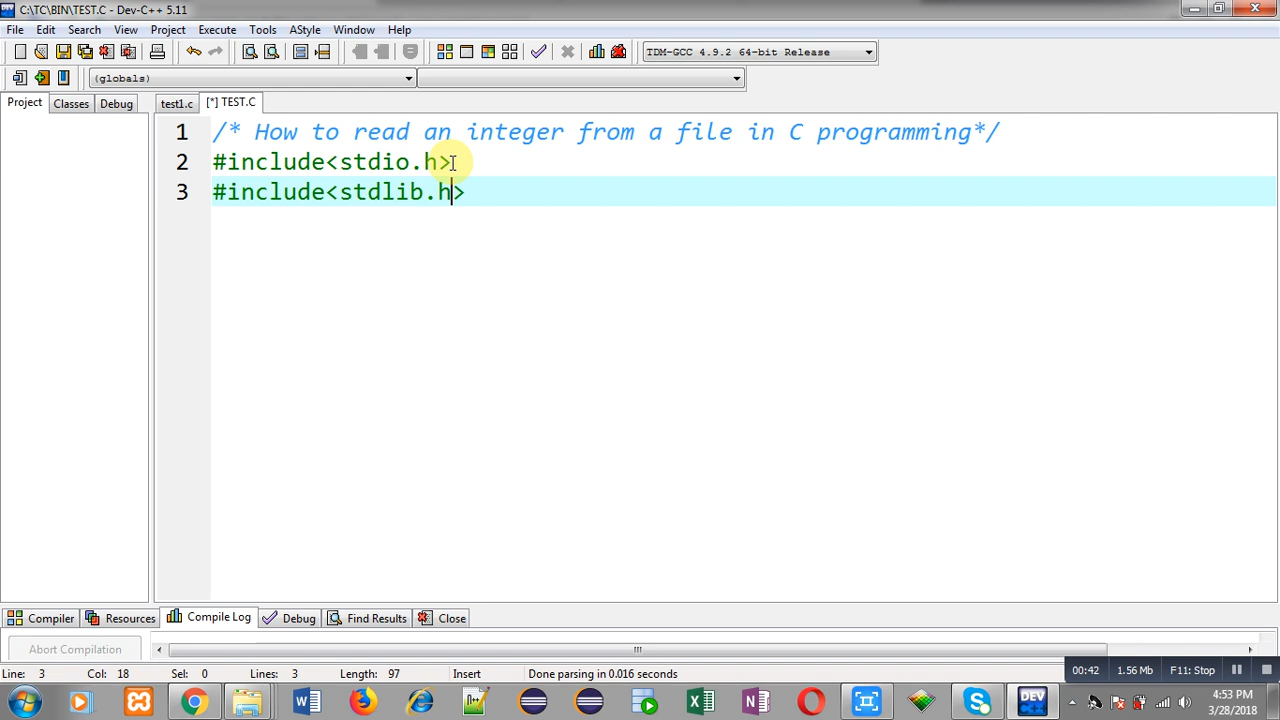 C:\TC\BIN\TEST.C - Dev-C++ 5.11
File Edit Search View Project Execute Tools AStyle Window Help
TDM-GCC 4.9.2 64-bit Release
(globals)
Project Classes Debug test1.c [*] TEST.C
1 /* How to read an integer from a file in C programming*/
2 #include<stdio.h>
3 #include<stdlib.h>
Compiler Resources Compile Log Debug Find Results Close
Abort Compilation
Line: 3 Col: 18 Sel: 0 Lines: 3 Length: 97 Insert Done parsing in 0.016 seconds
00:42 1.56 Mb F11: Stop
4:53 PM
3/28/2018